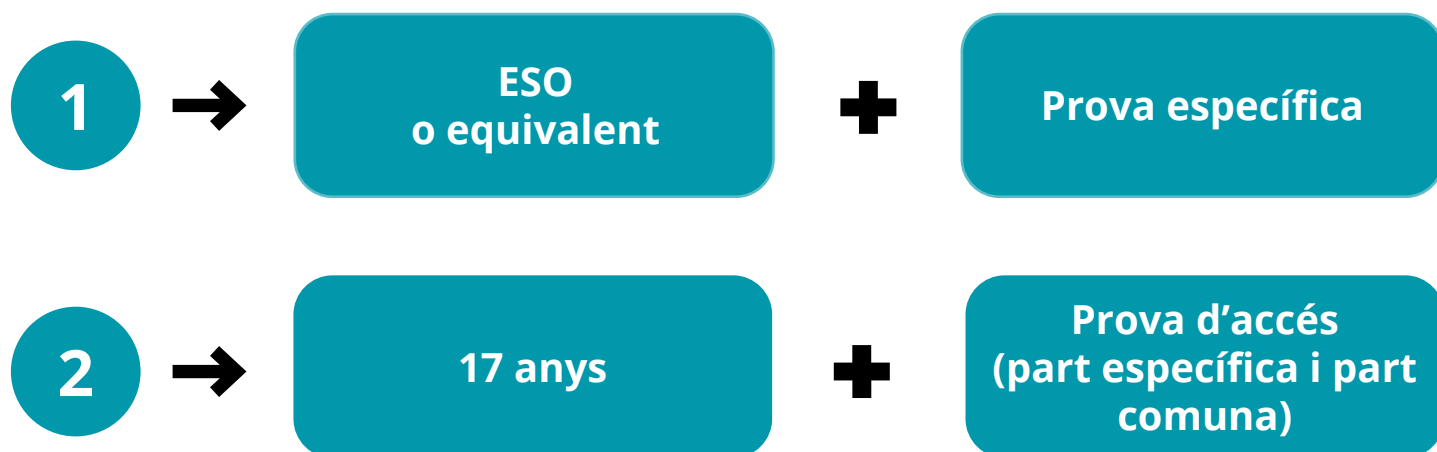 1
ESO
o equivalent
Prova específica
2
17 anys
Prova d’accés
(part específica i part
comuna)